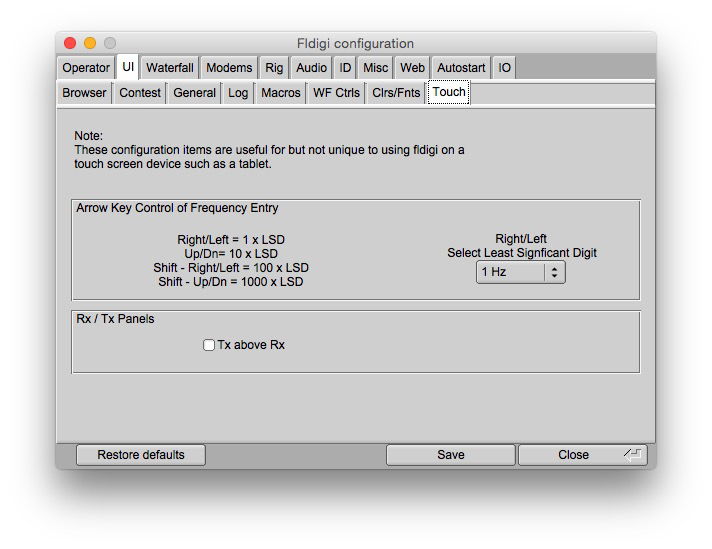 Fldigi configuration
Operator UI Waterfall Modems Rig Audio ID Misc Web Autostart IO
Browser Contest General Log Macros WF Ctrls Clrs/Fnts Touch
Note:
These configuration items are useful for but not unique to using fldigi on a
touch screen device such as a tablet.
Arrow Key Control of Frequency Entry
Right/Left = 1 x LSD
Up/Dn= 10 x LSD
Shift - Right/Left = 100 x LSD
Shift - Up/Dn = 1000 x LSD
Right/Left
Select Least Signficant Digit
1 Hz
Rx / Tx Panels
Tx above Rx
Restore defaults Save Close